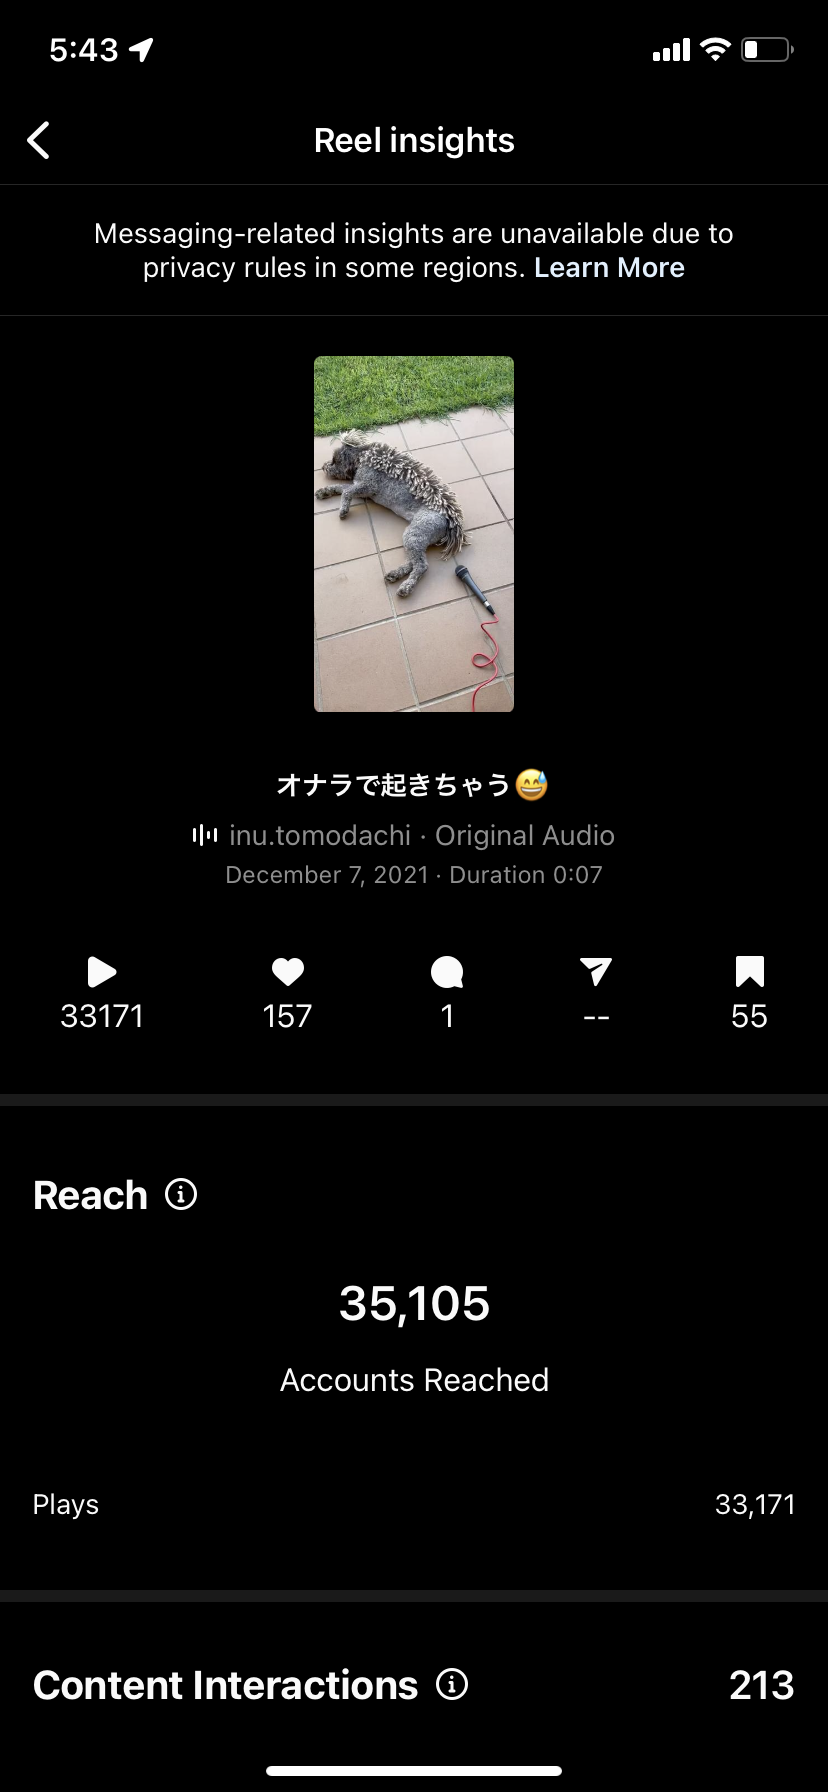 5:43
Reel insights
Messaging-related insights are unavailable due to
privacy rules in some regions. Learn More
オナラで起きちゃう😅
inu.tomodachi · Original Audio
December 7, 2021 · Duration 0:07
33171 157 1 -- 55
Reach
35,105
Accounts Reached
Plays 33,171
Content Interactions 213